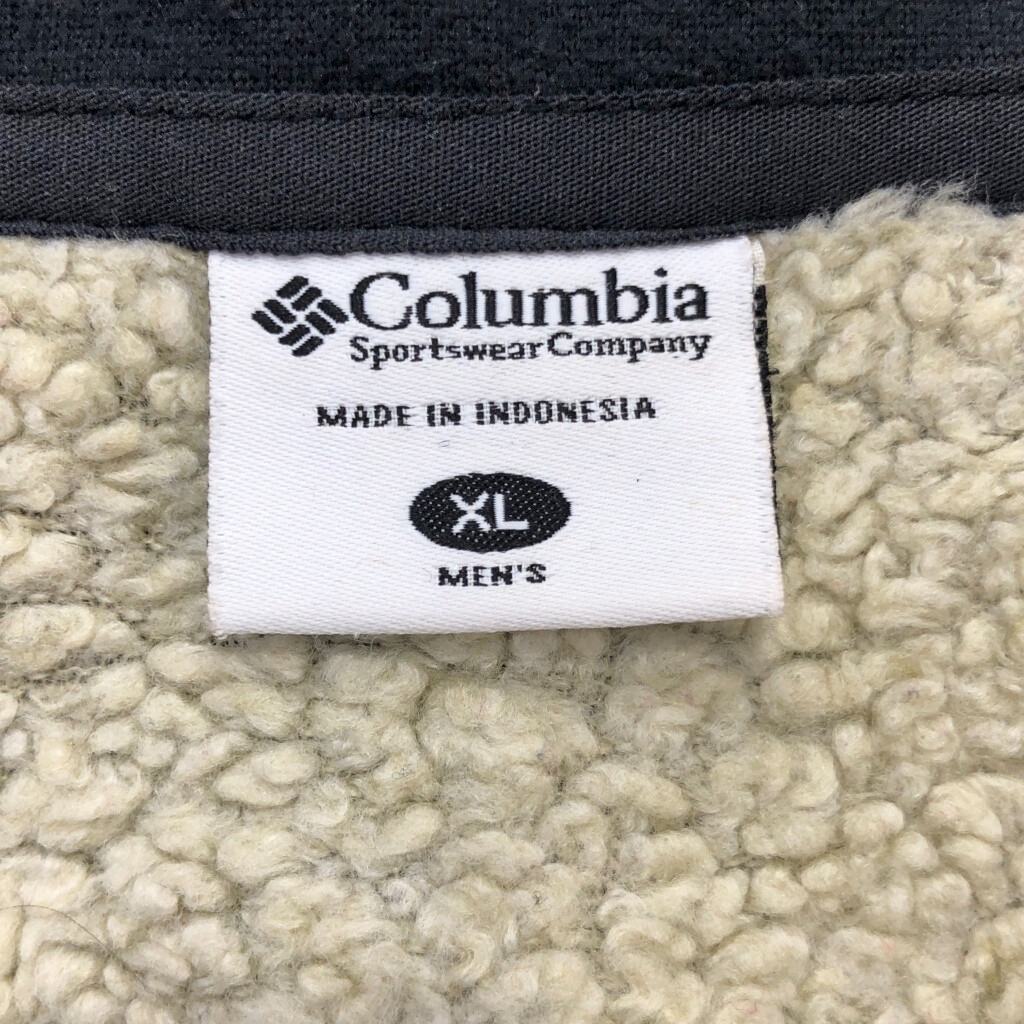 Columbia
Sportswear Company
MADE IN INDONESIA
XL
MEN'S